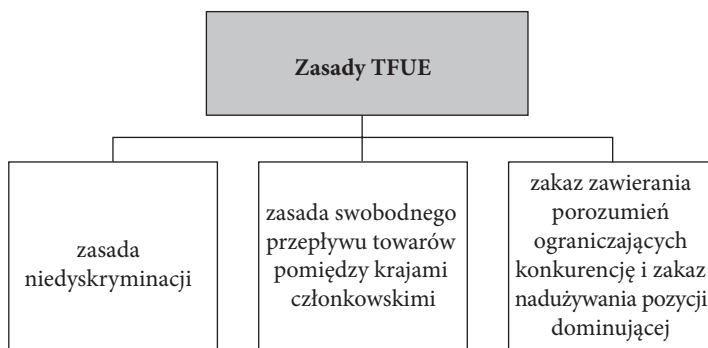 Zasady TFUE
zasada
niedyskryminacji
zasada swobodnego
przepływu towarów
pomiędzy krajami
członkowskimi
zakaz zawierania
porozumień
ograniczających
konkurencję i zakaz
nadużywania pozycji
dominującej